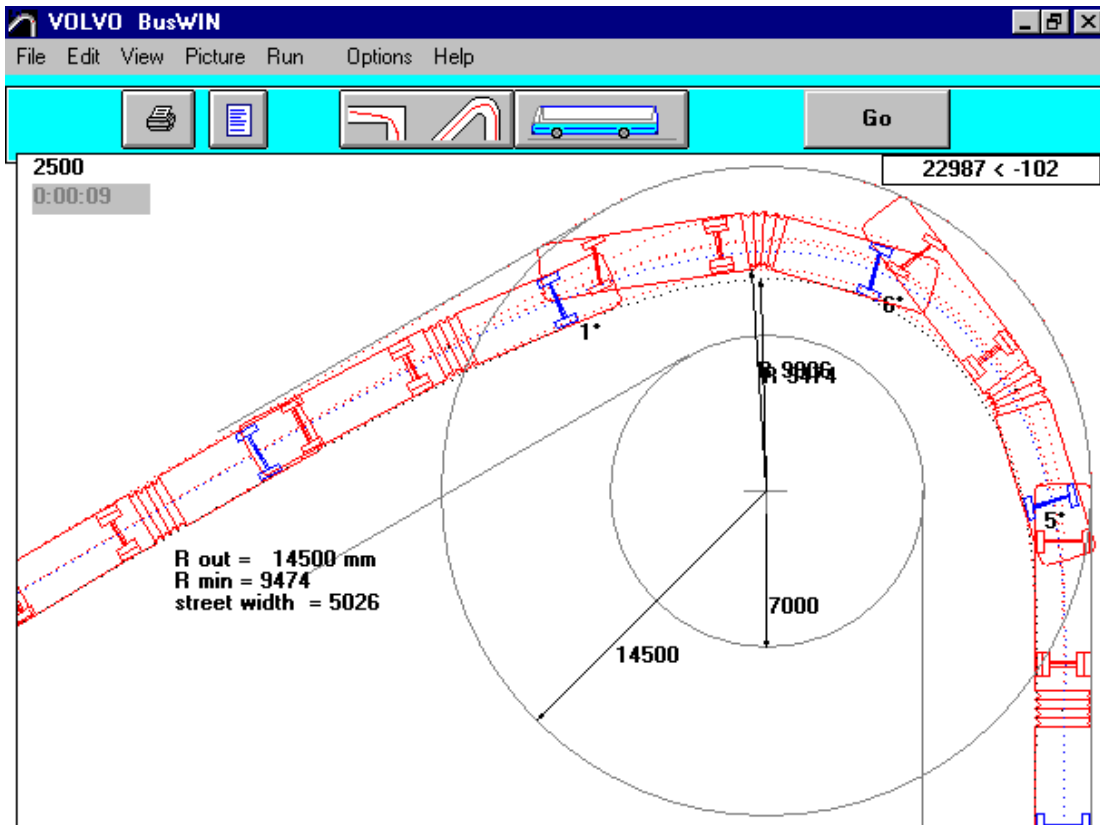 VOLVO BusWIN
File Edit View Picture Run Options Help
Go
2500
22987 < -102
0:00:09
1°
-6°
R 9474
5°
R out = 14500 mm
R min = 9474
street width = 5026
7000
14500